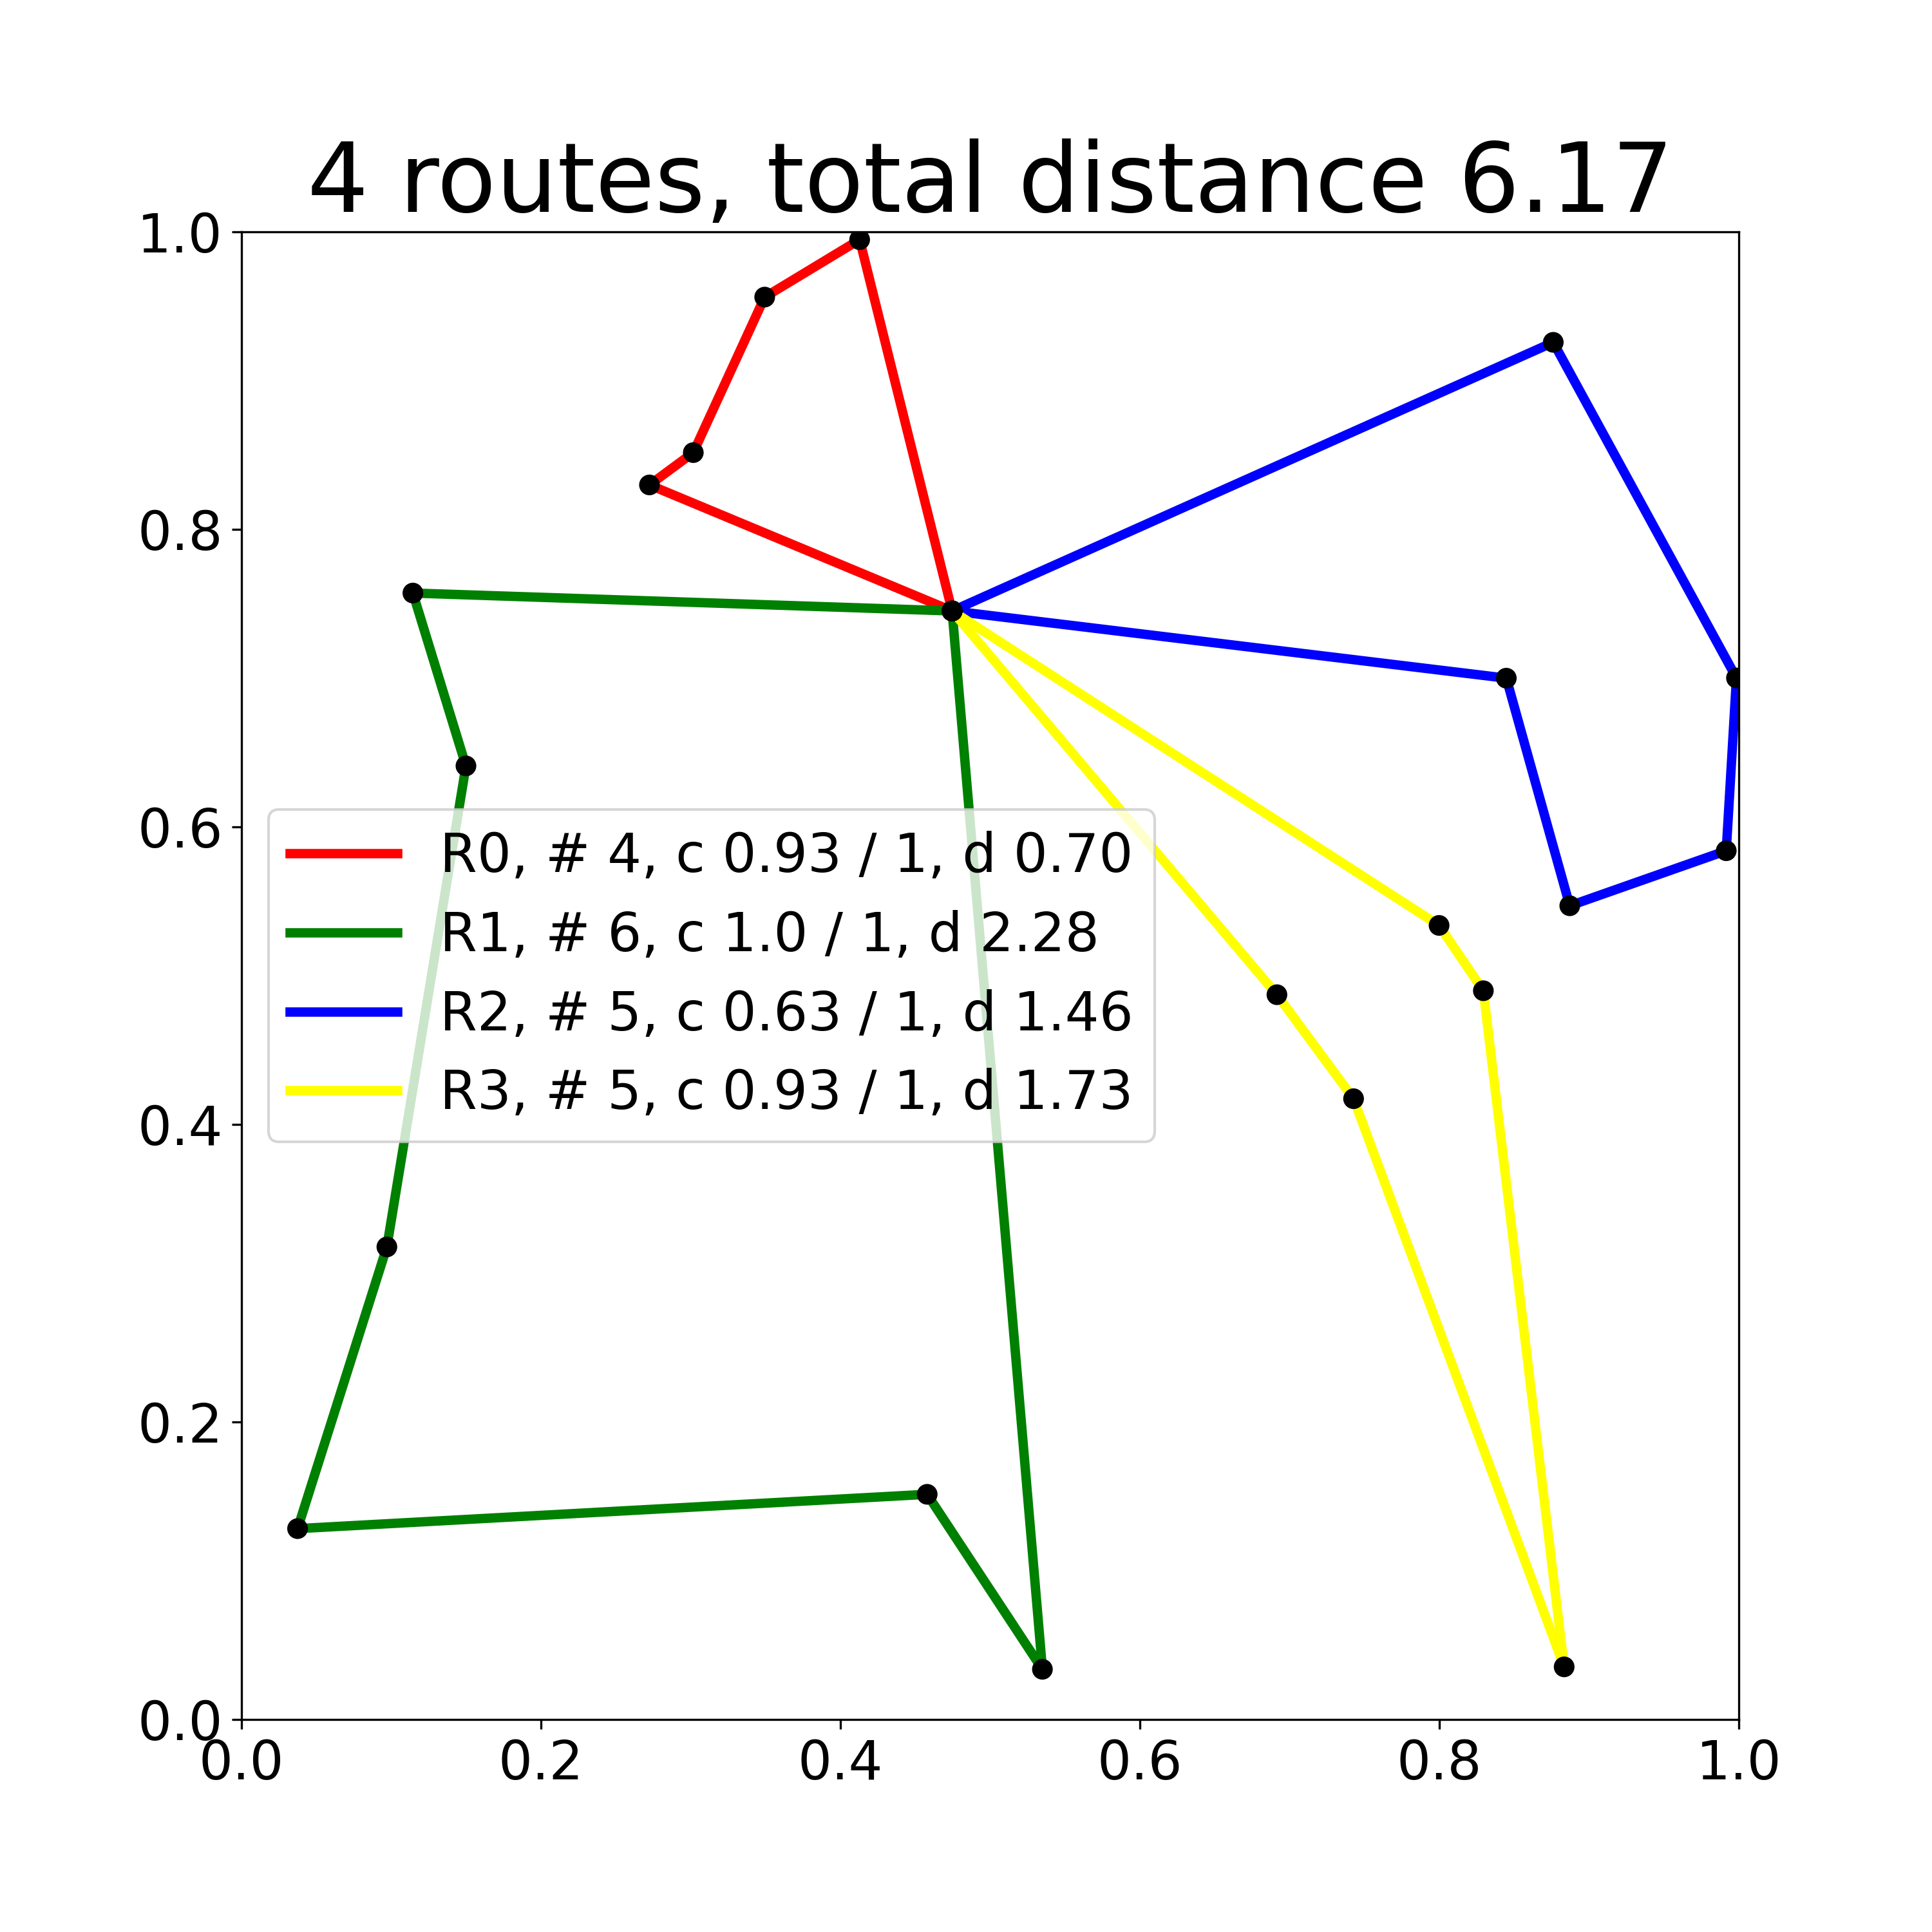 4 routes, total distance 6.17
1.0
0.8
0.6
0.4
0.2
0.0
R0, # 4, c 0.93 / 1, d 0.70
R1, # 6, c 1.0 / 1, d 2.28
R2, # 5, c 0.63 / 1, d 1.46
R3, # 5, c 0.93 / 1, d 1.73
0.0 0.2 0.4 0.6 0.8 1.0